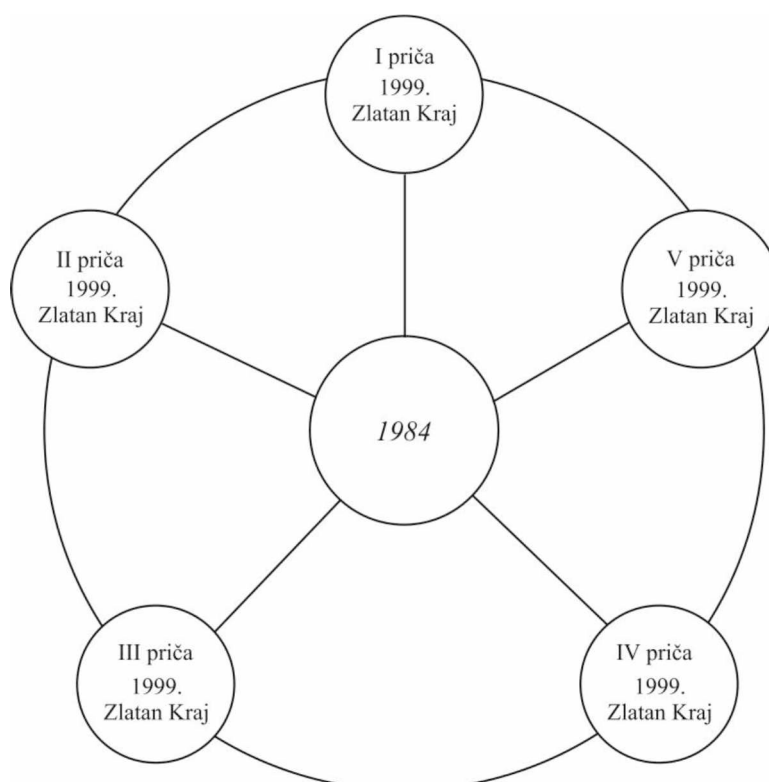 I priča
1999.
Zlatan Kraj
II priča
1999.
Zlatan Kraj
V priča
1999.
Zlatan Kraj
1984
III priča
1999.
Zlatan Kraj
IV priča
1999.
Zlatan Kraj